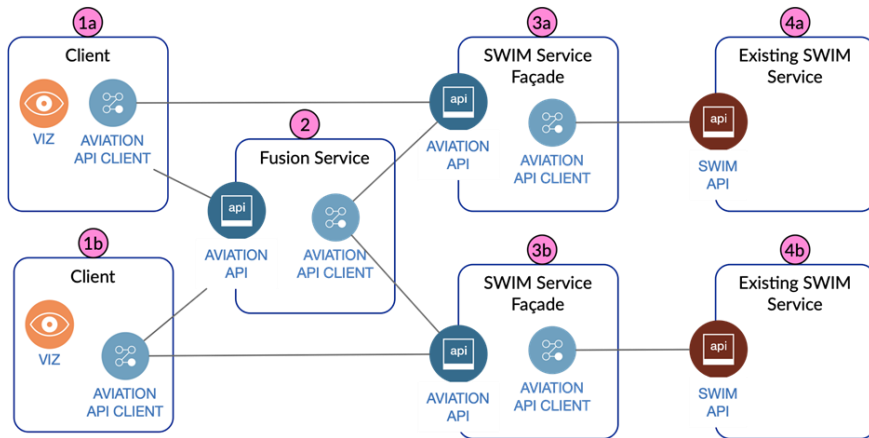 1a
Client
VIZ
AVIATION
API CLIENT
2
Fusion Service
api
AVIATION
API
AVIATION
API CLIENT
1b
Client
VIZ
AVIATION
API CLIENT
3a
SWIM Service
Façade
api
AVIATION
API
AVIATION
API CLIENT
4a
Existing SWIM
Service
api
SWIM
API
3b
SWIM Service
Façade
api
AVIATION
API
AVIATION
API CLIENT
4b
Existing SWIM
Service
api
SWIM
API